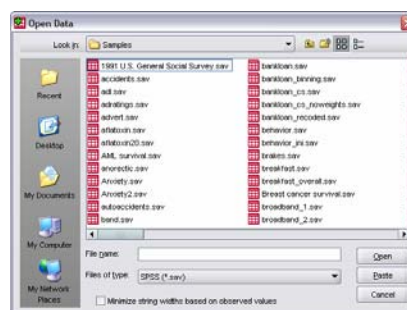 Open Data
Look in: Samples
1991 U.S. General Social Survey.sav
accidents.sav
adl.sav
adratings.sav
advert.sav
aflatoxin.sav
aflatoxin20.sav
AML survival.sav
anorectic.sav
Anxiety.sav
Anxiety2.sav
autoaccidents.sav
band.sav
bankloan.sav
bankloan_binning.sav
bankloan_cs.sav
bankloan_cs_noweights.sav
bankloan_recoded.sav
behavior.sav
behavior_ini.sav
brakes.sav
breakfast.sav
breakfast_overall.sav
Breast cancer survival.sav
broadband_1.sav
broadband_2.sav
Recent
Desktop
My Documents
My Computer
My Network
Places
File name:
Files of type: SPSS (*.sav)
Minimize string widths based on observed values
Open
Paste
Cancel